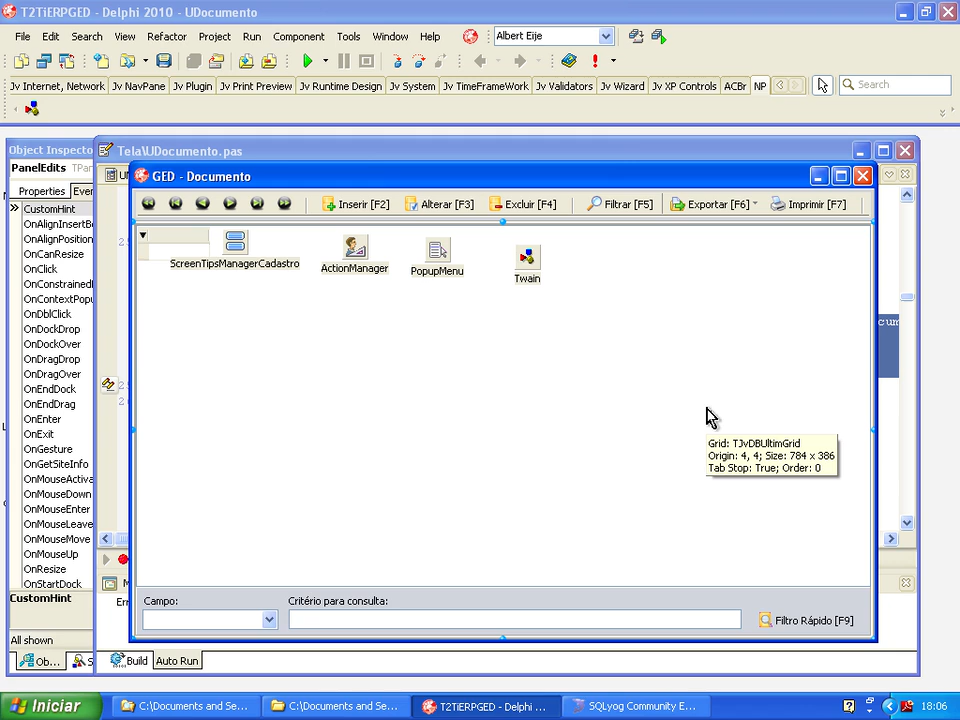 T2TiERPGED - Delphi 2010 - UDocumento
File Edit Search View Refactor Project Run Component Tools Window Help Albert Eije
Jv Internet, Network Jv NavPane Jv Plugin Jv Print Preview Jv Runtime Design Jv System Jv TimeFrameWork Jv Validators Jv Wizard Jv XP Controls ACBr NP Search
Object Inspecto
Tela\UDocumento.pas
PanelEdits TPa
GED - Documento
Properties Even
Inserir [F2] Alterar [F3] Excluir [F4] Filtrar [F5] Exportar [F6] Imprimir [F7]
CustomHint
OnAlignInsertBe
OnAlignPosition
OnCanResize
OnClick
OnConstrainedI
OnContextPopu
OnDblClick
OnDockDrop
OnDockOver
OnDragDrop
OnDragOver
OnEndDock
OnEndDrag
OnEnter
OnExit
OnGesture
OnGetSiteInfo
OnMouseActiva
OnMouseDown
OnMouseEnter
OnMouseLeave
OnMouseMove
OnMouseUp
OnResize
OnStartDock
ScreenTipsManagerCadastro
ActionManager
PopupMenu
Twain
cum
Grid: TJvDBUltimGrid
Origin: 4, 4; Size: 784 x 386
Tab Stop: True; Order: 0
CustomHint
Campo: Critério para consulta:
Filtro Rápido [F9]
All shown
Ob... Build Auto Run
Iniciar C:\Documents and Se... C:\Documents and Se... T2TiERPGED - Delphi ... SQLyog Community E... 18:06